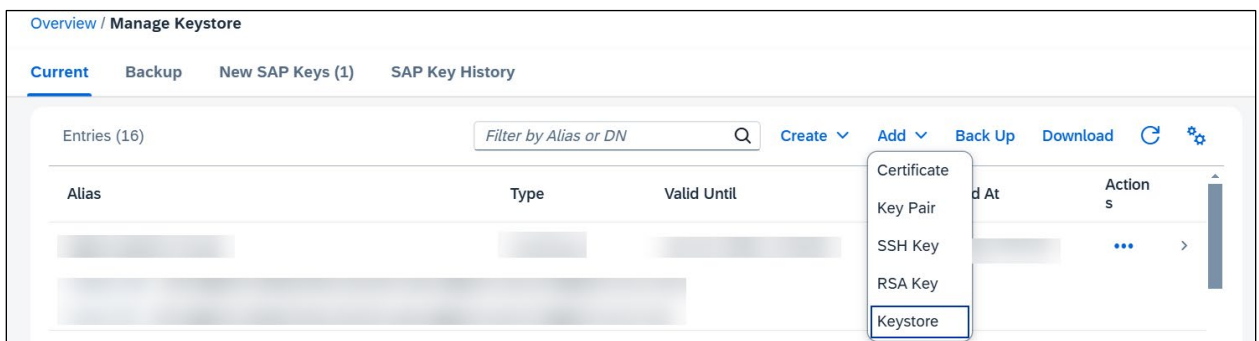 Overview / Manage Keystore
Current Backup New SAP Keys (1) SAP Key History
Entries (16) Filter by Alias or DN Create Add Back Up Download
Certificate
Alias Type Valid Until d At Action
s
Key Pair
SSH Key
RSA Key
Keystore